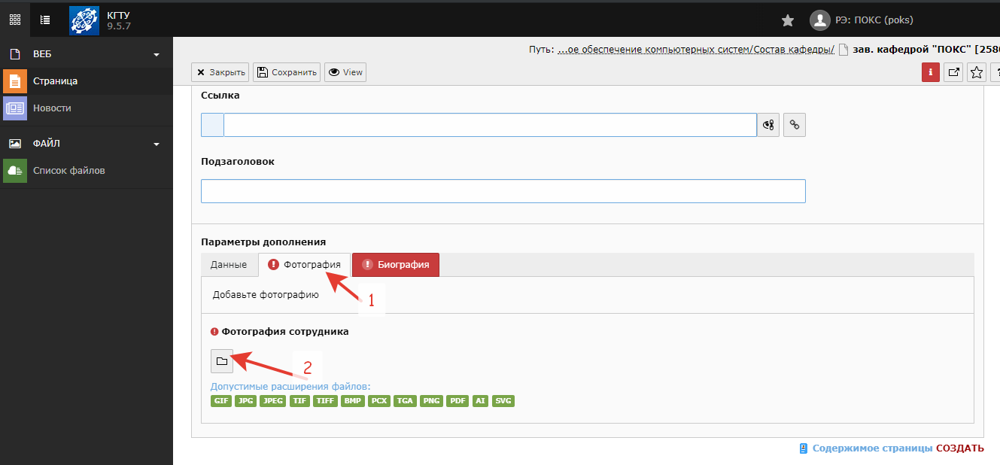 КГТУ
9.5.7
РЭ: ПОКС (poks)
ВЕБ
Страница
Новости
ФАЙЛ
Список файлов
Путь: ...ое обеспечение компьютерных систем/Состав кафедры/ зав. кафедрой "ПОКС" [258
Закрыть Сохранить View
Ссылка
Подзаголовок
Параметры дополнения
Данные Фотография Биография
1
Добавьте фотографию
Фотография сотрудника
2
Допустимые расширения файлов:
GIF JPG JPEG TIF TIFF BMP PCX TGA PNG PDF AI SVG
Содержимое страницы СОЗДАТЬ